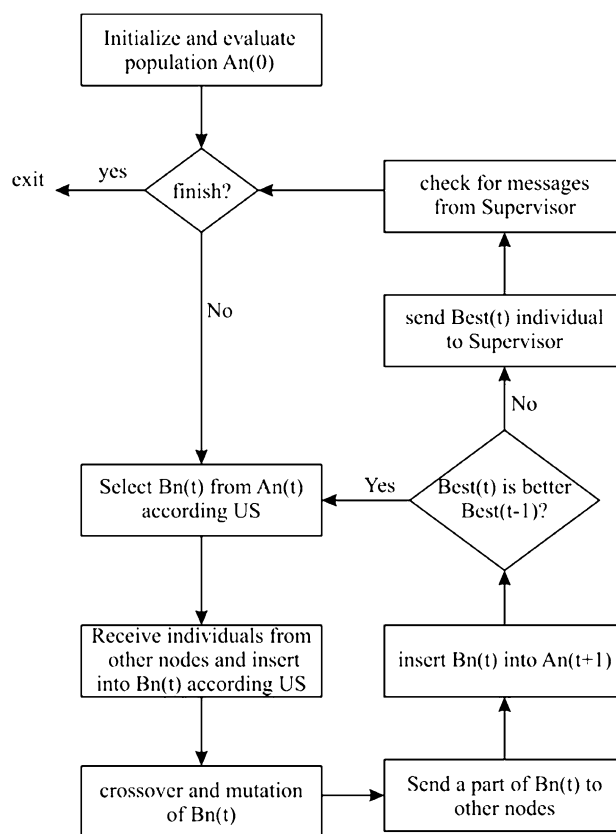 Initialize and evaluate
population An(0)
exit
yes
finish?
check for messages
from Supervisor
No
send Best(t) individual
to Supervisor
No
Select Bn(t) from An(t)
according US
Yes
Best(t) is better
Best(t-1)?
Receive individuals from
other nodes and insert
into Bn(t) according US
insert Bn(t) into An(t+1)
crossover and mutation
of Bn(t)
Send a part of Bn(t) to
other nodes